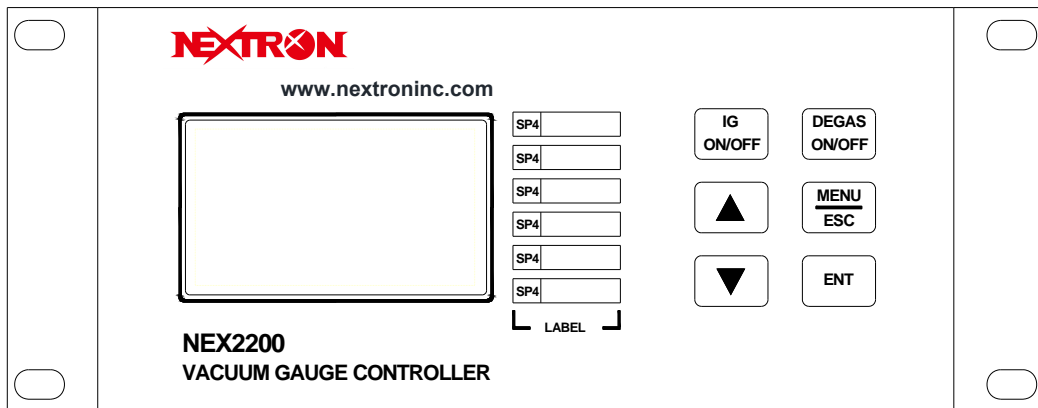 NEXTRON
www.nextroninc.com
SP4
SP4
SP4
SP4
SP4
SP4
LABEL
IG
ON/OFF
DEGAS
ON/OFF
MENU
ESC
ENT
NEX2200
VACUUM GAUGE CONTROLLER